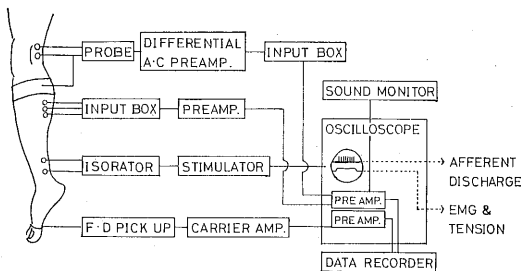 PROBE
DIFFERENTIAL
A·C PREAMP.
INPUT BOX
SOUND MONITOR
INPUT BOX
PREAMP.
OSCILLOSCOPE
AFFERENT
DISCHARGE
ISORATOR
STIMULATOR
PRE AMP.
EMG &
TENSION
PRE AMP.
F·D PICK UP
CARRIER AMP.
DATA RECORDER